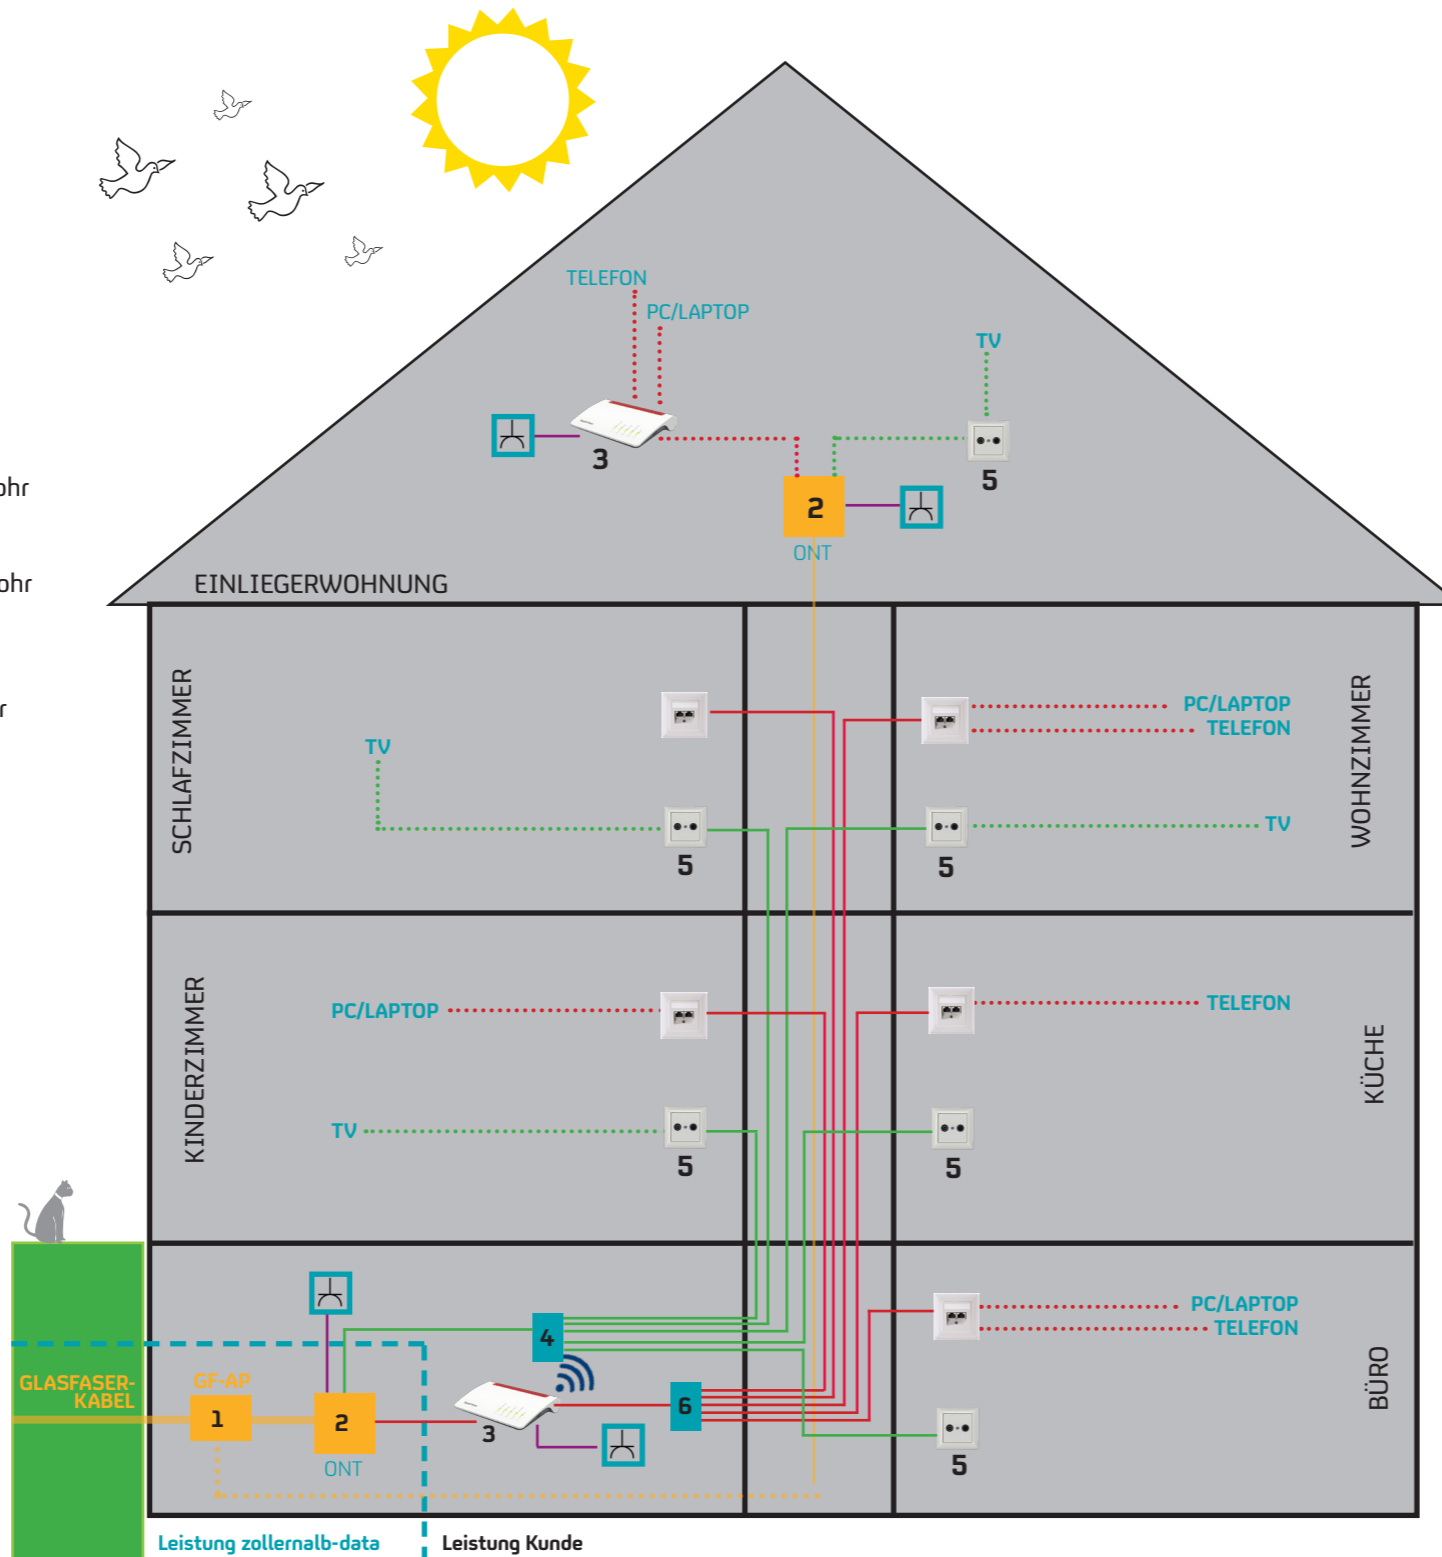 TELEFON
PC/LAPTOP
TV
3
5
2
ONT
EINLIEGERWOHNUNG
SCHLAFZIMMER
TV
5
PC/LAPTOP
TELEFON
TV
5
WOHNZIMMER
KINDERZIMMER
PC/LAPTOP
TV
5
TELEFON
5
KÜCHE
GLASFASER-
KABEL
GF-AP
1
2
ONT
3
4
6
PC/LAPTOP
TELEFON
5
BÜRO
Leistung zollernalb-data
Leistung Kunde